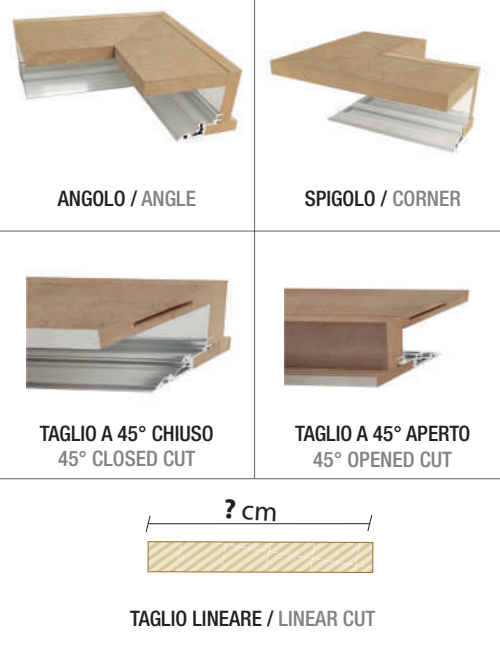 ANGOLO / ANGLE
SPIGOLO / CORNER
TAGLIO A 45° CHIUSO
45° CLOSED CUT
TAGLIO A 45° APERTO
45° OPENED CUT
? cm
TAGLIO LINEARE / LINEAR CUT